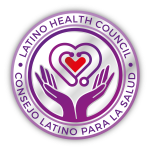 LATINO HEALTH COUNCIL
CONSEJO LATINO PARA LA SALUD